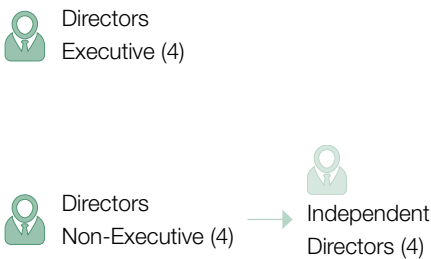 Directors
Executive (4)
Directors
Non-Executive (4)
Independent
Directors (4)